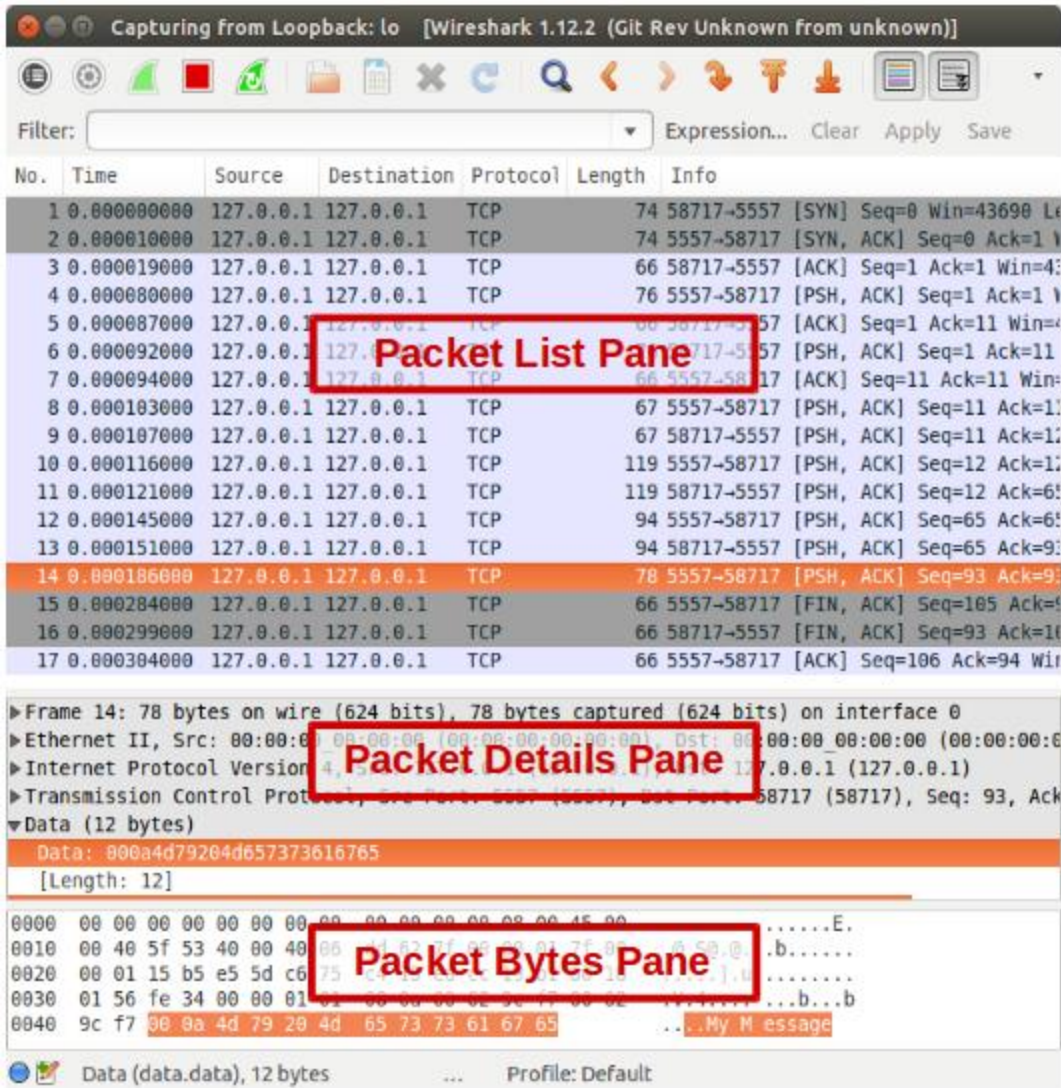 Capturing from Loopback: lo [Wireshark 1.12.2 (Git Rev Unknown from unknown)]
Filter: Expression... Clear Apply Save
No. Time Source Destination Protocol Length Info
1 0.000000000 127.0.0.1 127.0.0.1 TCP 74 58717→5557 [SYN] Seq=0 Win=43690
2 0.000010000 127.0.0.1 127.0.0.1 TCP 74 5557→58717 [SYN, ACK] Seq=0 Ack=1
3 0.000019000 127.0.0.1 127.0.0.1 TCP 66 58717→5557 [ACK] Seq=1 Ack=1
4 0.000080000 127.0.0.1 127.0.0.1 TCP 76 5557→58717 [PSH, ACK] Seq=1 Ack=1
5 0.000087000 [ACK] Seq=1 Ack=11
6 0.000092000 [PSH, ACK] Seq=1 Ack=11
Packet List Pane
7 0.000094000 [ACK] Seq=11 Ack=11
8 0.000103000 127.0.0.1 127.0.0.1 TCP 67 5557→58717 [PSH, ACK] Seq=11
9 0.000107000 127.0.0.1 127.0.0.1 TCP 67 58717→5557 [PSH, ACK] Seq=11
10 0.000116000 127.0.0.1 127.0.0.1 TCP 119 5557→58717 [PSH, ACK] Seq=12
11 0.000121000 127.0.0.1 127.0.0.1 TCP 119 58717→5557 [PSH, ACK] Seq=12
12 0.000145000 127.0.0.1 127.0.0.1 TCP 94 5557→58717 [PSH, ACK] Seq=65
13 0.000151000 127.0.0.1 127.0.0.1 TCP 94 58717→5557 [PSH, ACK] Seq=65
14 0.000186000 127.0.0.1 127.0.0.1 TCP 78 5557→58717 [PSH, ACK] Seq=93
15 0.000284000 127.0.0.1 127.0.0.1 TCP 66 5557→58717 [FIN, ACK] Seq=105
16 0.000299000 127.0.0.1 127.0.0.1 TCP 66 58717→5557 [FIN, ACK] Seq=93
17 0.000304000 127.0.0.1 127.0.0.1 TCP 66 5557→58717 [ACK] Seq=106 Ack=94
Frame 14: 78 bytes on wire (624 bits), 78 bytes captured (624 bits) on interface 0
Ethernet II, Src:
Packet Details Pane
Internet Protocol Version 127.0.0.1 (127.0.0.1)
Transmission Control 58717 (58717), Seq: 93, Ack
Data (12 bytes)
Data: 000a4d79204d657373616765
[Length: 12]
0000 00 00 00 00 00 00 00 ......E.
0010 00 40 5f 53 40 00 40
Packet Bytes Pane
0020 00 01 15 b5 e5 5d c6
0030 01 56 fe 34 00 00 01
0040 9c f7 00 0a 4d 79 20 4d 65 73 73 61 67 65 ....My M essage
Data (data.data), 12 bytes ... Profile: Default